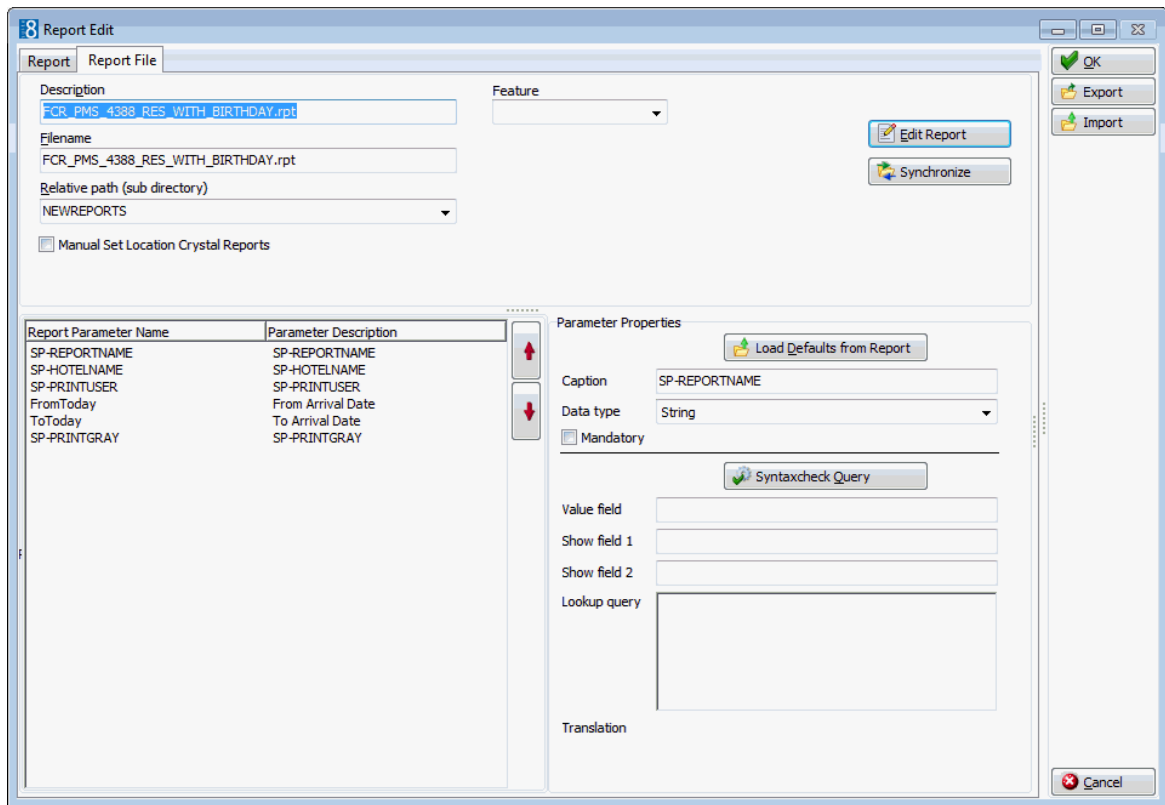 8 Report Edit
Report Report File
OK
Export
Import
Description Feature
FCR_PMS_4388_RES_WITH_BIRTHDAY.rpt
Filename
FCR_PMS_4388_RES_WITH_BIRTHDAY.rpt
Edit Report
Synchronize
Relative path (sub directory)
NEWREPORTS
Manual Set Location Crystal Reports
Report Parameter Name Parameter Description
SP-REPORTNAME SP-REPORTNAME
SP-HOTELNAME SP-HOTELNAME
SP-PRINTUSER SP-PRINTUSER
FromToday From Arrival Date
ToToday To Arrival Date
SP-PRINTGRAY SP-PRINTGRAY
Parameter Properties
Load Defaults from Report
Caption SP-REPORTNAME
Data type String
Mandatory
Syntaxcheck Query
Value field
Show field 1
Show field 2
Lookup query
Translation
Cancel